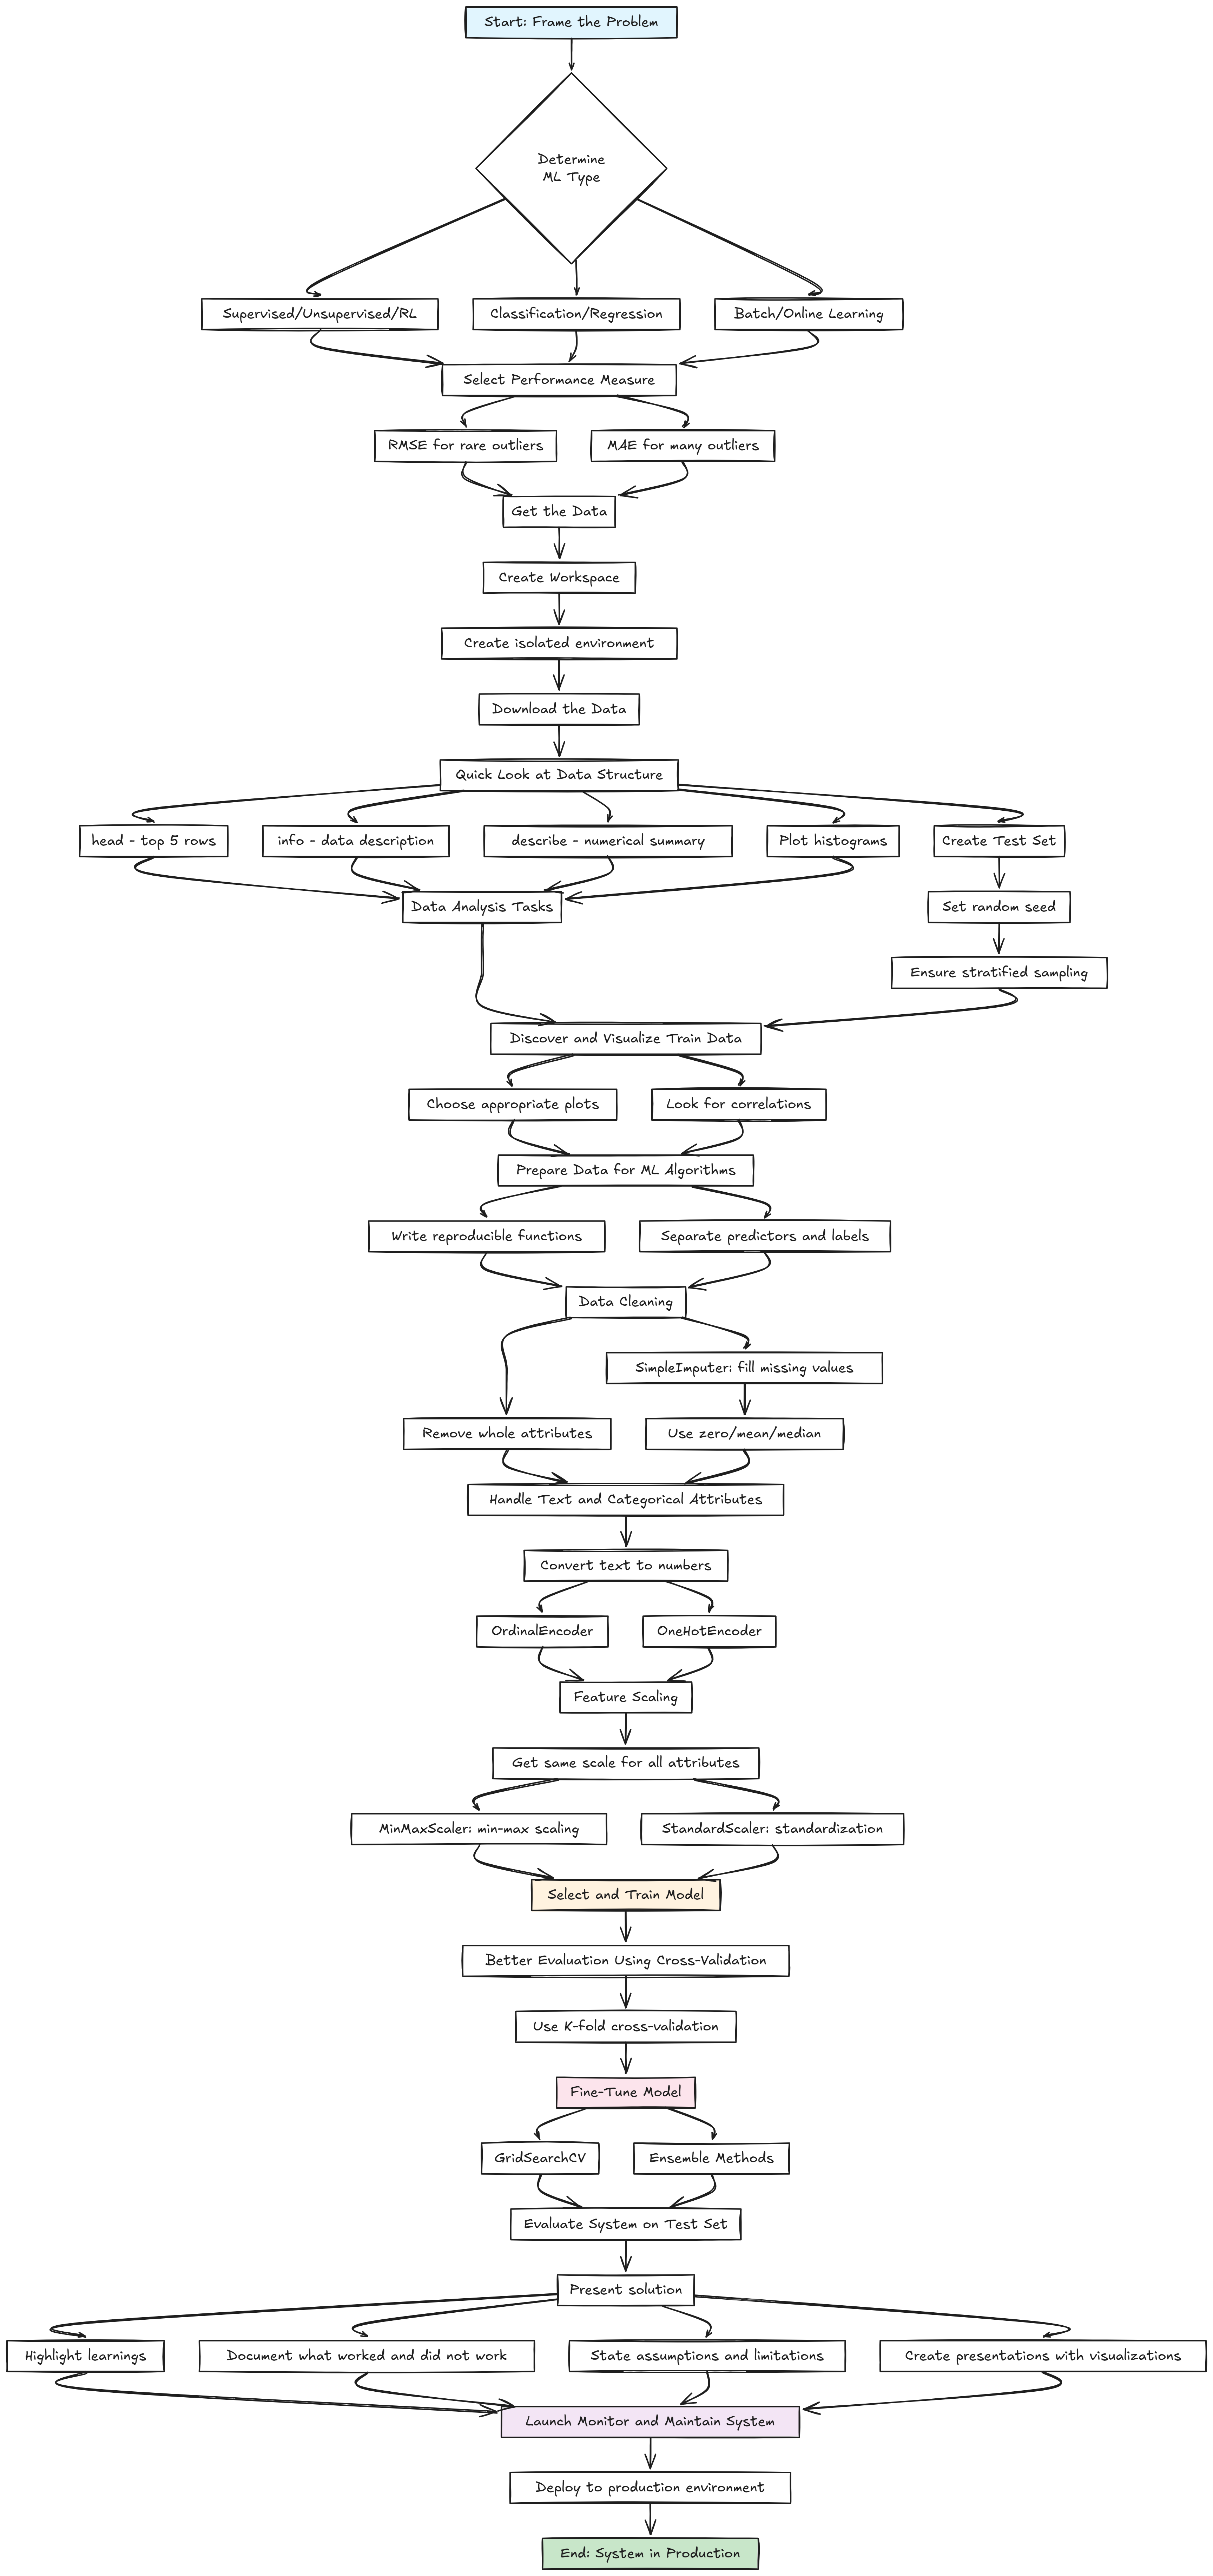 Start: Frame the Problem
Determine
ML Type
Supervised/Unsupervised/RL
Classification/Regression
Batch/Online Learning
Select Performance Measure
RMSE for rare outliers
MAE for many outliers
Get the Data
Create Workspace
Create isolated environment
Download the Data
Quick Look at Data Structure
head - top 5 rows
info - data description
describe - numerical summary
Plot histograms
Create Test Set
Data Analysis Tasks
Set random seed
Ensure stratified sampling
Discover and Visualize Train Data
Choose appropriate plots
Look for correlations
Prepare Data for ML Algorithms
Write reproducible functions
Separate predictors and labels
Data Cleaning
SimpleImputer: fill missing values
Remove whole attributes
Use zero/mean/median
Handle Text and Categorical Attributes
Convert text to numbers
OrdinalEncoder
OneHotEncoder
Feature Scaling
Get same scale for all attributes
MinMaxScaler: min-max scaling
StandardScaler: standardization
Select and Train Model
Better Evaluation Using Cross-Validation
Use K-fold cross-validation
Fine-Tune Model
GridSearchCV
Ensemble Methods
Evaluate System on Test Set
Present solution
Highlight learnings
Document what worked and did not work
State assumptions and limitations
Create presentations with visualizations
Launch Monitor and Maintain System
Deploy to production environment
End: System in Production